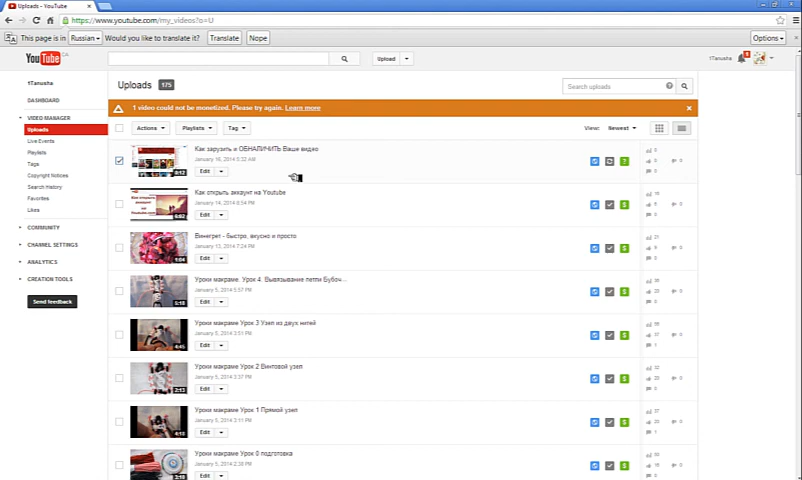 Uploads - YouTube
https://www.youtube.com/my_videos?o=U
This page is in Russian Would you like to translate it? Translate Nope Options
YouTube CA Upload 1Tanusha
1Tanusha
DASHBOARD
VIDEO MANAGER
Uploads
Live Events
Playlists
Tags
Copyright Notices
Search History
Favorites
Likes
COMMUNITY
CHANNEL SETTINGS
ANALYTICS
CREATION TOOLS
Send feedback
Uploads 175 Search uploads
1 video could not be monetized. Please try again. Learn more
Actions Playlists Tag View: Newest
Как зарузить и ОБНАЛИЧИТЬ Ваше видео
January 16, 2014 5:32 AM
Edit
Как открыть аккаунт на Youtube
January 14, 2014 6:54 PM
Edit
Винегрет - быстро, вкусно и просто
January 13, 2014 7:24 PM
Edit
Уроки макраме. Урок 4. Вывязывание петли Бубоч...
January 5, 2014 5:57 PM
Edit
Уроки макраме Урок 3 Узел из двух нитей
January 5, 2014 3:51 PM
Edit
Уроки макраме Урок 2 Винтовой узел
January 5, 2014 3:37 PM
Edit
Уроки макраме Урок 1 Прямой узел
January 5, 2014 3:11 PM
Edit
Уроки макраме Урок 0 подготовка
January 5, 2014 2:38 PM
Edit